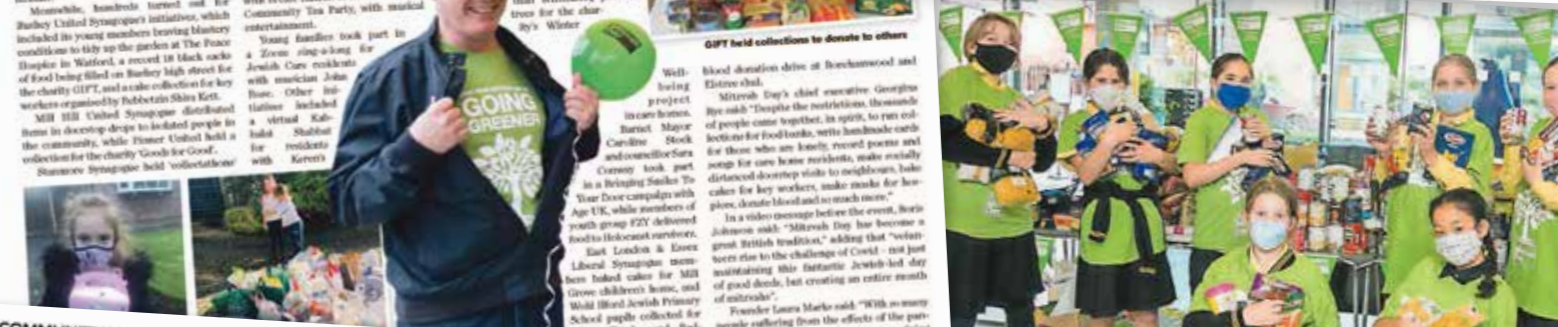 Meanwhile, hundreds turned out for
Bushey United Synagogue's initiatives, which
included its young members braving blustery
conditions to tidy up the garden at The Peace
Hospice in Watford, a record 18 black sacks
of food being filled on Bushey high street for
the charity GIFT, and a cake collection for key
workers organised by Rebbetzin Shira Kett.
Mill Hill United Synagogue distributed
items in doorstep drops to isolated people in
the community, while Pinner United held a
collection for the charity 'Goods for Good'.
Stanmore Synagogue held 'collectathons'
Community Tea Party, with musical
entertainment.
Young families took part in
a Zoom sing-a-long for
Jewish Care residents
with musician John
Rose. Other ini-
tiatives included
a virtual Kab-
balat Shabbat
for residents
with Keren's
trees for the char-
ity's Winter
GOING
GREENER
GIFT held collections to donate to others
Well-
being
project
in care homes.
Barnet Mayor
Caroline Stock
and councillor Sara
Conway took part
in a Bringing Smiles To
Your Door campaign with
Age UK, while members of
youth group FZY delivered
food to Holocaust survivors.
East London & Essex
Liberal Synagogue mem-
bers baked cakes for Mill
Grove children's home, and
Wohl Ilford Jewish Primary
School pupils collected for
blood donation drive at Borehamwood and
Elstree shul.
Mitzvah Day's chief executive Georgina
Bye said: "Despite the restrictions, thousands
of people came together, in spirit, to run col-
lections for food banks, write handmade cards
for those who are lonely, record poems and
songs for care home residents, make socially
distanced doorstep visits to neighbours, bake
cakes for key workers, make masks for hos-
pices, donate blood and so much more."
In a video message before the event, Boris
Johnson said: "Mitzvah Day has become a
great British tradition," adding that "volun-
teers rise to the challenge of Covid – not just
maintaining this fantastic Jewish-led day
of good deeds, but creating an entire month
of mitzvahs".
Founder Laura Marks said: "With so many
people suffering from the effects of the pan-